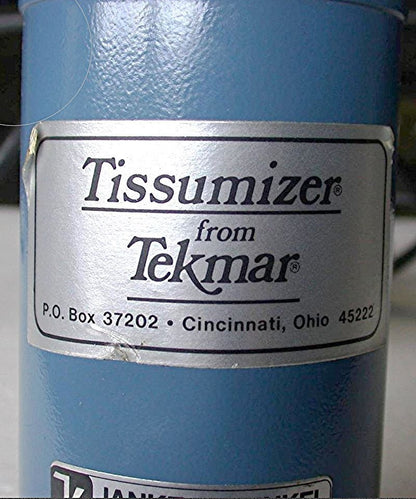 Tissumizer®
from
Tekmar®
P.O. Box 37202 • Cincinnati, Ohio 45222